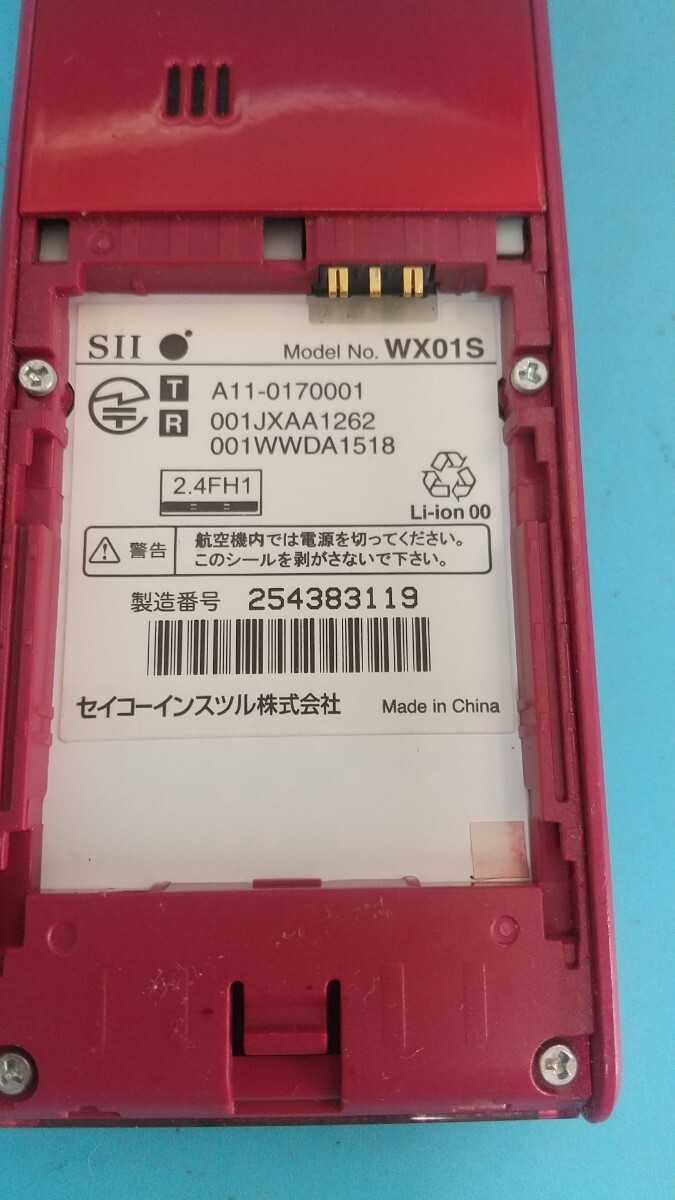 SII Model No. WX01S
T A11-0170001
R 001JXAA1262
001WWDA1518
2.4FH1
Li-ion 00
警告 航空機内では電源を切ってください。
このシールを剥がさないで下さい。
製造番号 254383119
セイコーインスツル株式会社 Made in China